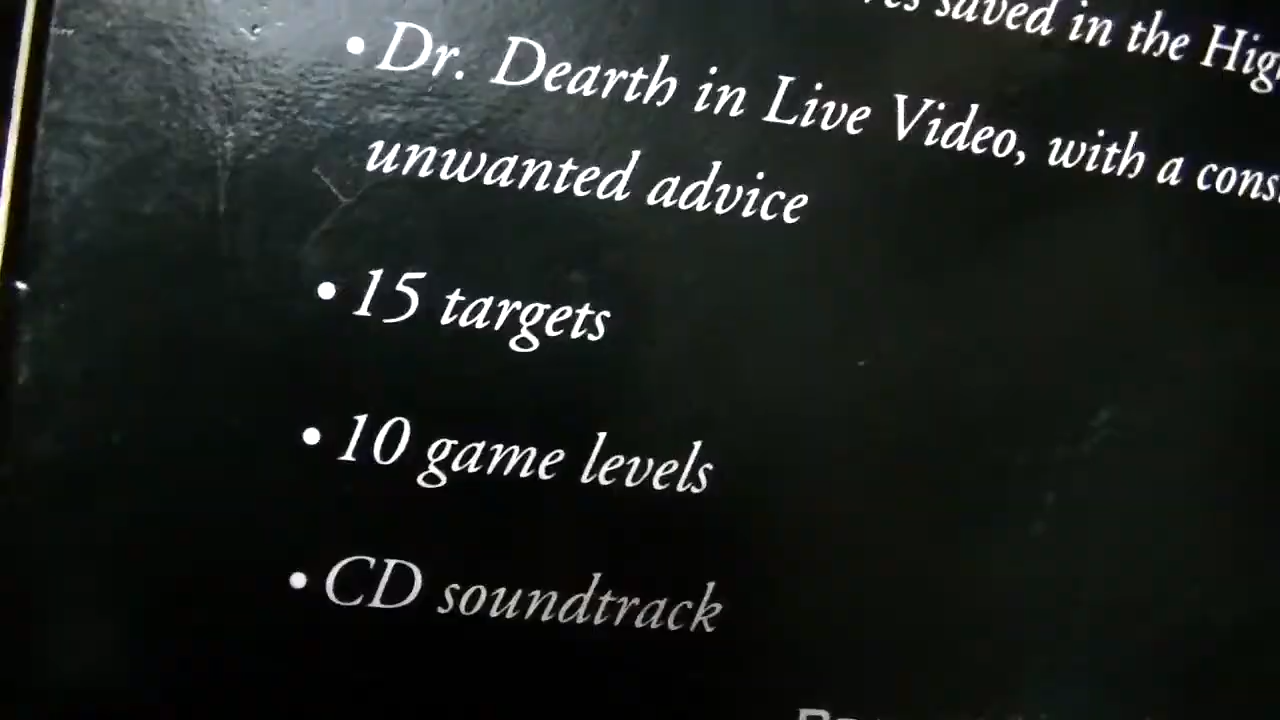 saved in the
• Dr. Dearth in Live Video, with a
unwanted advice
• 15 targets
• 10 game levels
• CD soundtrack